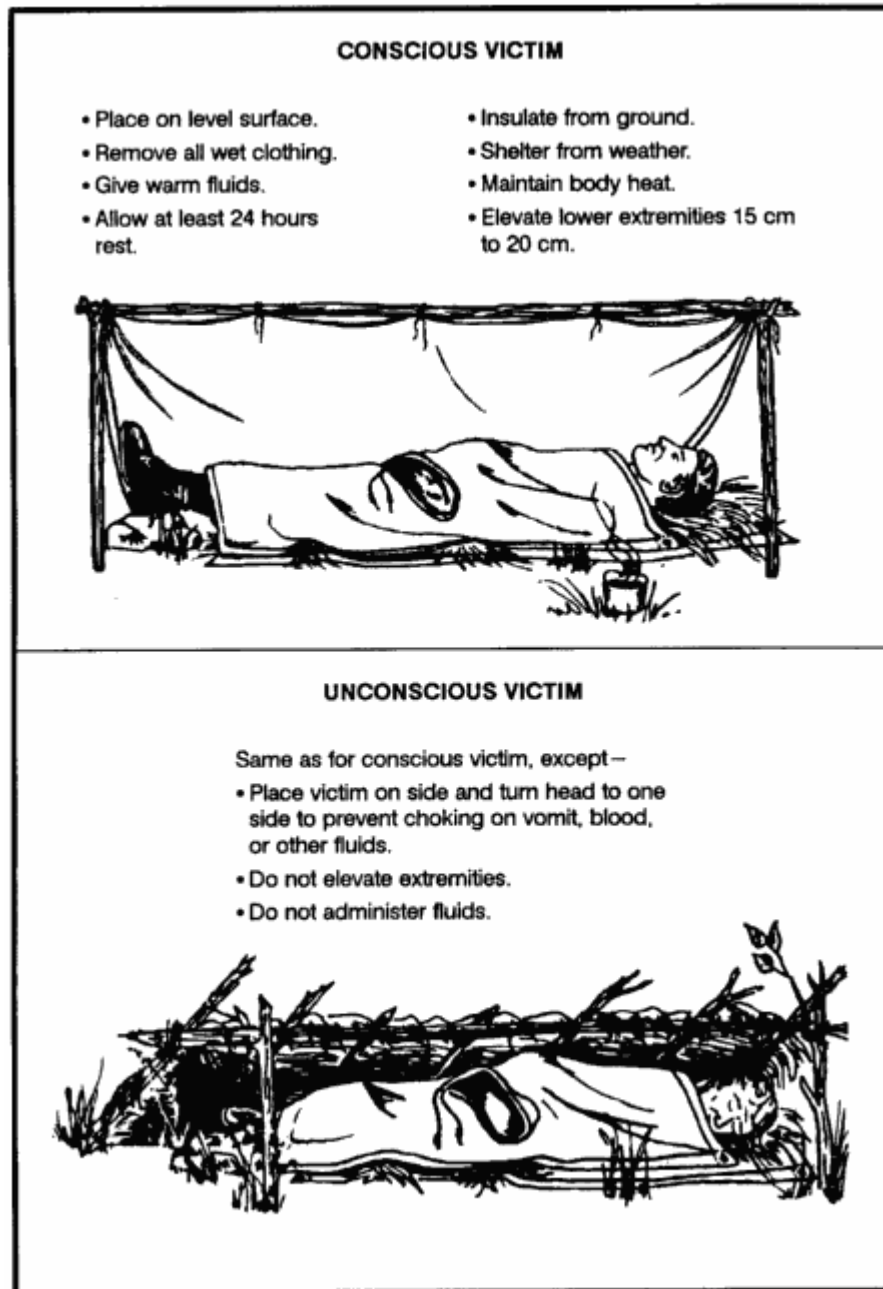 CONSCIOUS VICTIM
• Place on level surface.
• Remove all wet clothing.
• Give warm fluids.
• Allow at least 24 hours
rest.
• Insulate from ground.
• Shelter from weather.
• Maintain body heat.
• Elevate lower extremities 15 cm
to 20 cm.
UNCONSCIOUS VICTIM
Same as for conscious victim, except—
• Place victim on side and turn head to one
side to prevent choking on vomit, blood,
or other fluids.
• Do not elevate extremities.
• Do not administer fluids.